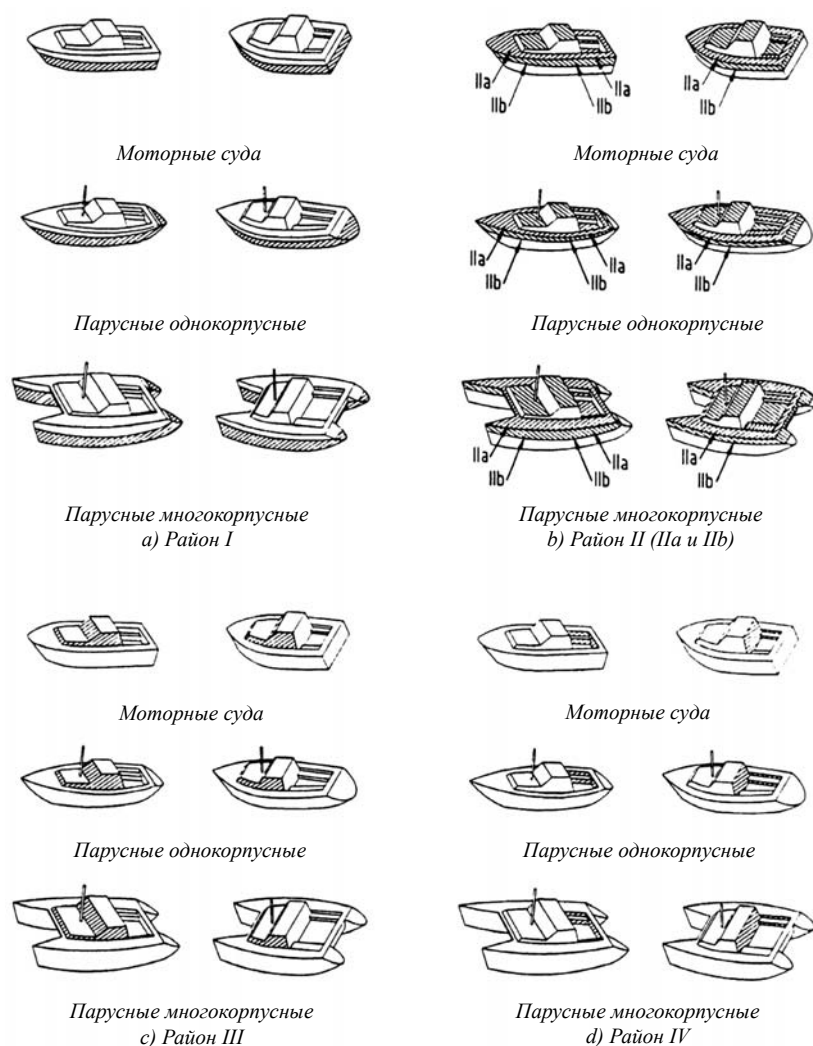 IIa
IIb
IIb
IIa
IIa
IIb
Моторные суда
Моторные суда
IIa
IIb
IIb
IIa
IIa
IIb
Парусные однокорпусные
Парусные однокорпусные
IIa
IIb
IIb
IIa
IIa
IIb
Парусные многокорпусные
a) Район I
Парусные многокорпусные
b) Район II (IIa и IIb)
Моторные суда
Моторные суда
Парусные однокорпусные
Парусные однокорпусные
Парусные многокорпусные
c) Район III
Парусные многокорпусные
d) Район IV